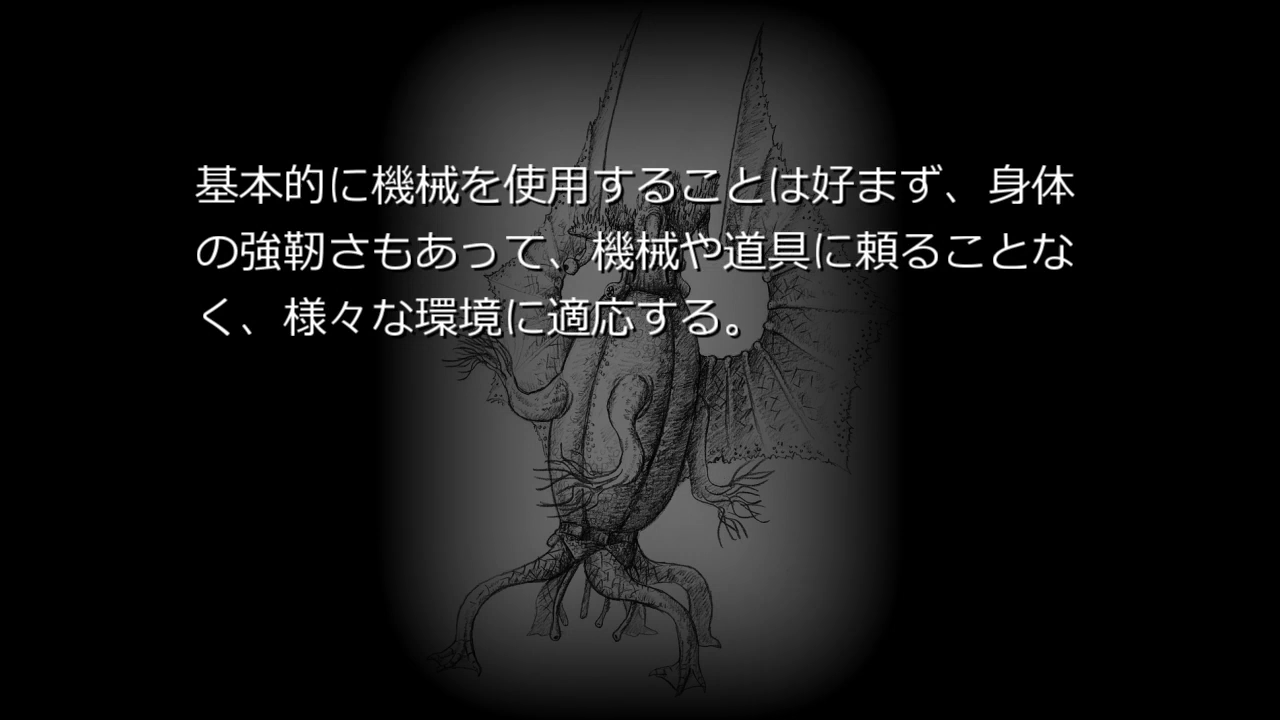 基本的に機械を使用することは好まず、身体
の強靭さもあって、機械や道具に頼ることな
く、様々な環境に適応する。